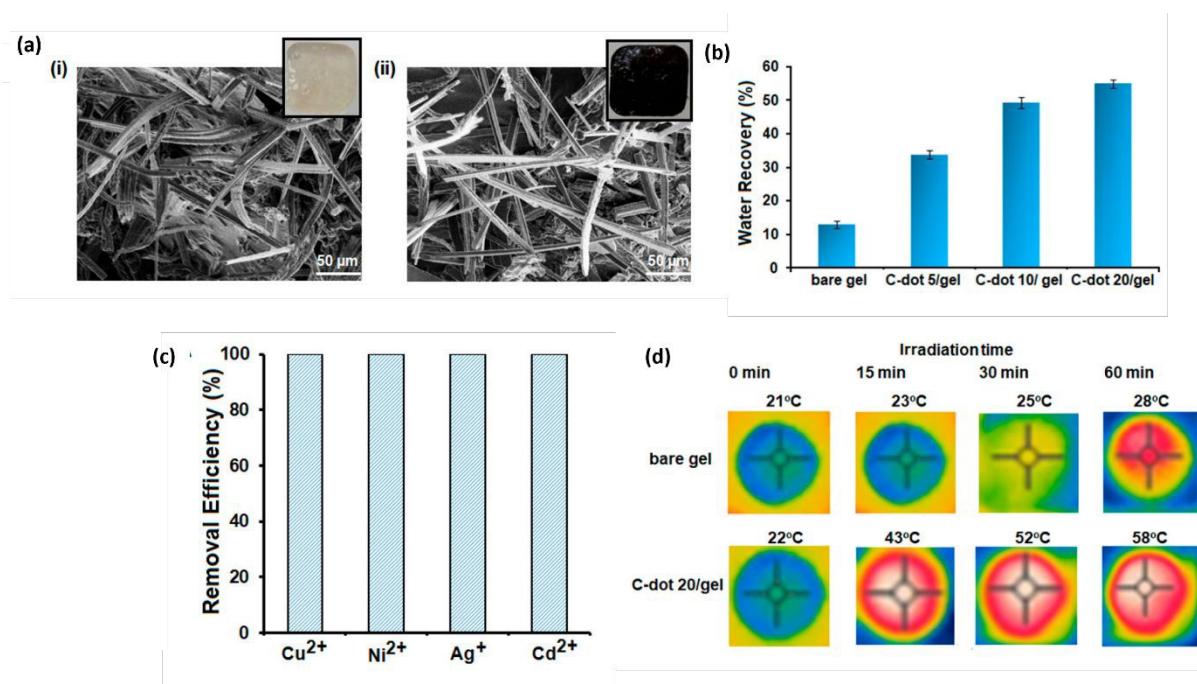 (a)
(i)
(ii)
50 µm
50 µm
(b)
Water Recovery (%)
60
50
40
30
20
10
0
bare gel C-dot 5/gel C-dot 10/ gel C-dot 20/gel
(c)
Removal Efficiency (%)
100
80
60
40
20
0
Cu2+ Ni2+ Ag+ Cd2+
(d)
Irradiation time
0 min 15 min 30 min 60 min
21°C 23°C 25°C 28°C
bare gel
22°C 43°C 52°C 58°C
C-dot 20/gel